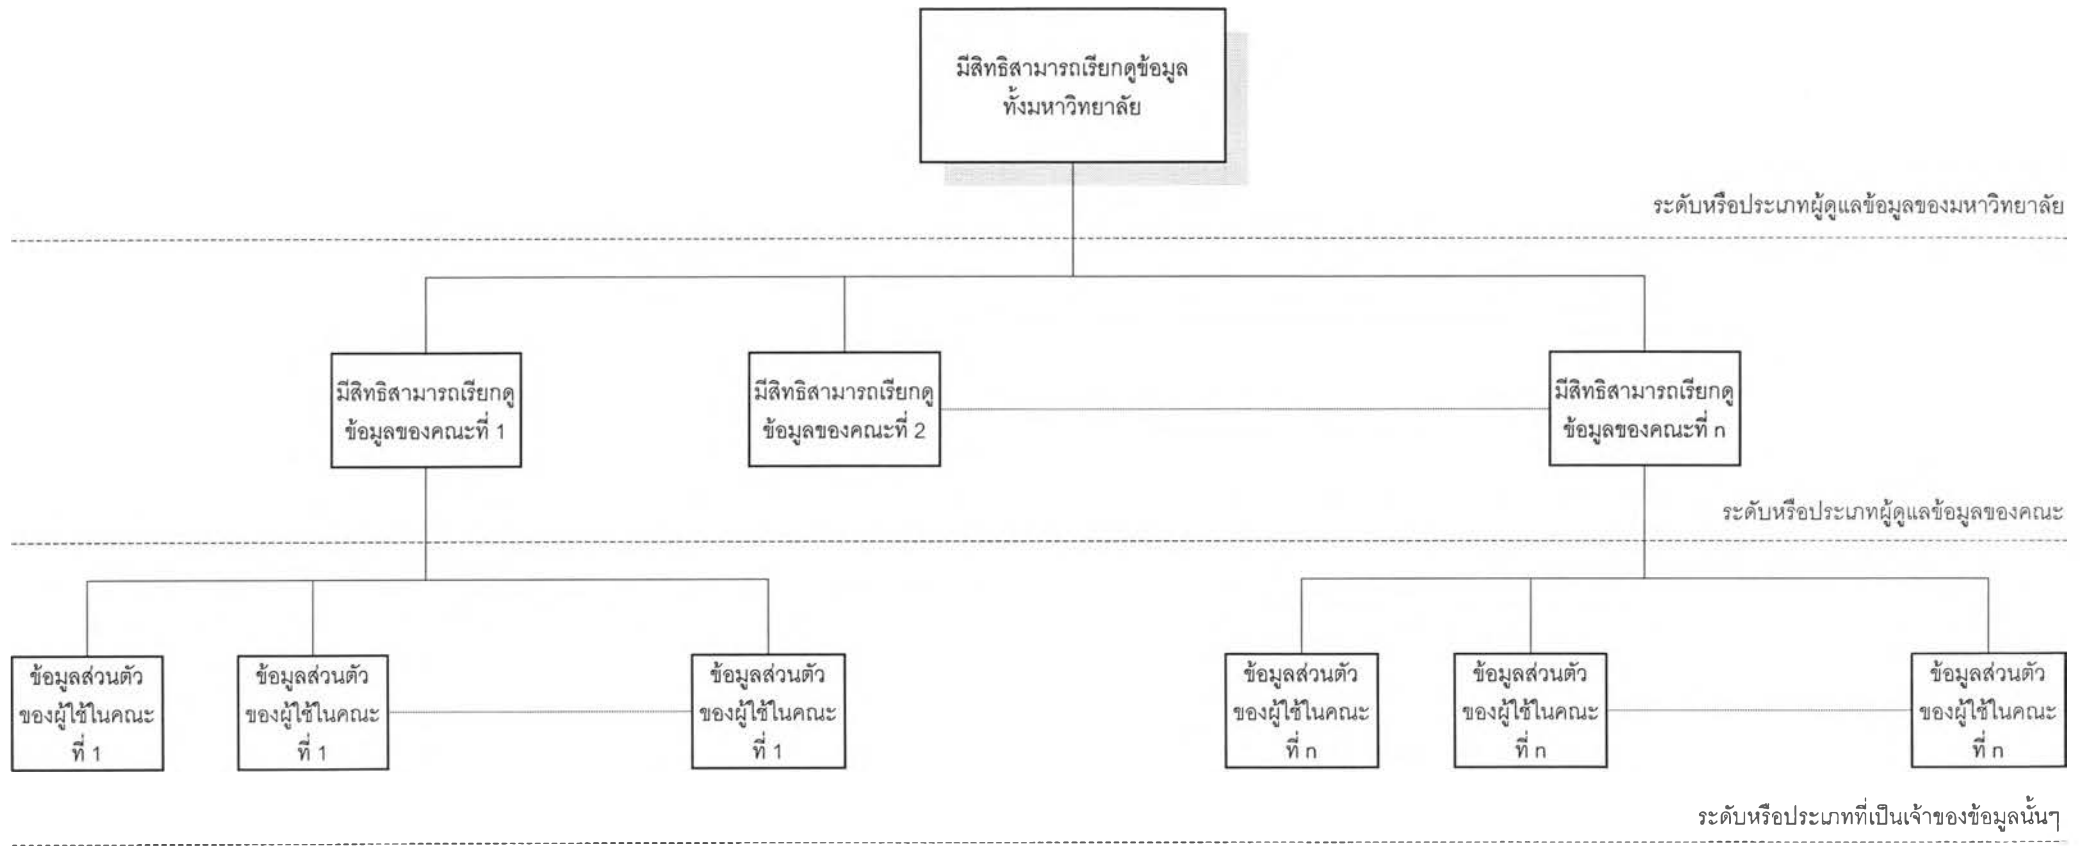 มีสิทธิสามารถเรียกดูข้อมูล
ทั้งมหาวิทยาลัย
ระดับหรือประเภทผู้ดูแลข้อมูลของมหาวิทยาลัย
มีสิทธิสามารถเรียกดู
ข้อมูลของคณะที่ 1
มีสิทธิสามารถเรียกดู
ข้อมูลของคณะที่ 2
มีสิทธิสามารถเรียกดู
ข้อมูลของคณะที่ n
ระดับหรือประเภทผู้ดูแลข้อมูลของคณะ
ข้อมูลส่วนตัว
ของผู้ใช้ในคณะ
ที่ 1
ข้อมูลส่วนตัว
ของผู้ใช้ในคณะ
ที่ 1
ข้อมูลส่วนตัว
ของผู้ใช้ในคณะ
ที่ 1
ข้อมูลส่วนตัว
ของผู้ใช้ในคณะ
ที่ n
ข้อมูลส่วนตัว
ของผู้ใช้ในคณะ
ที่ n
ข้อมูลส่วนตัว
ของผู้ใช้ในคณะ
ที่ n
ระดับหรือประเภทที่เป็นเจ้าของข้อมูลนั้นๆ